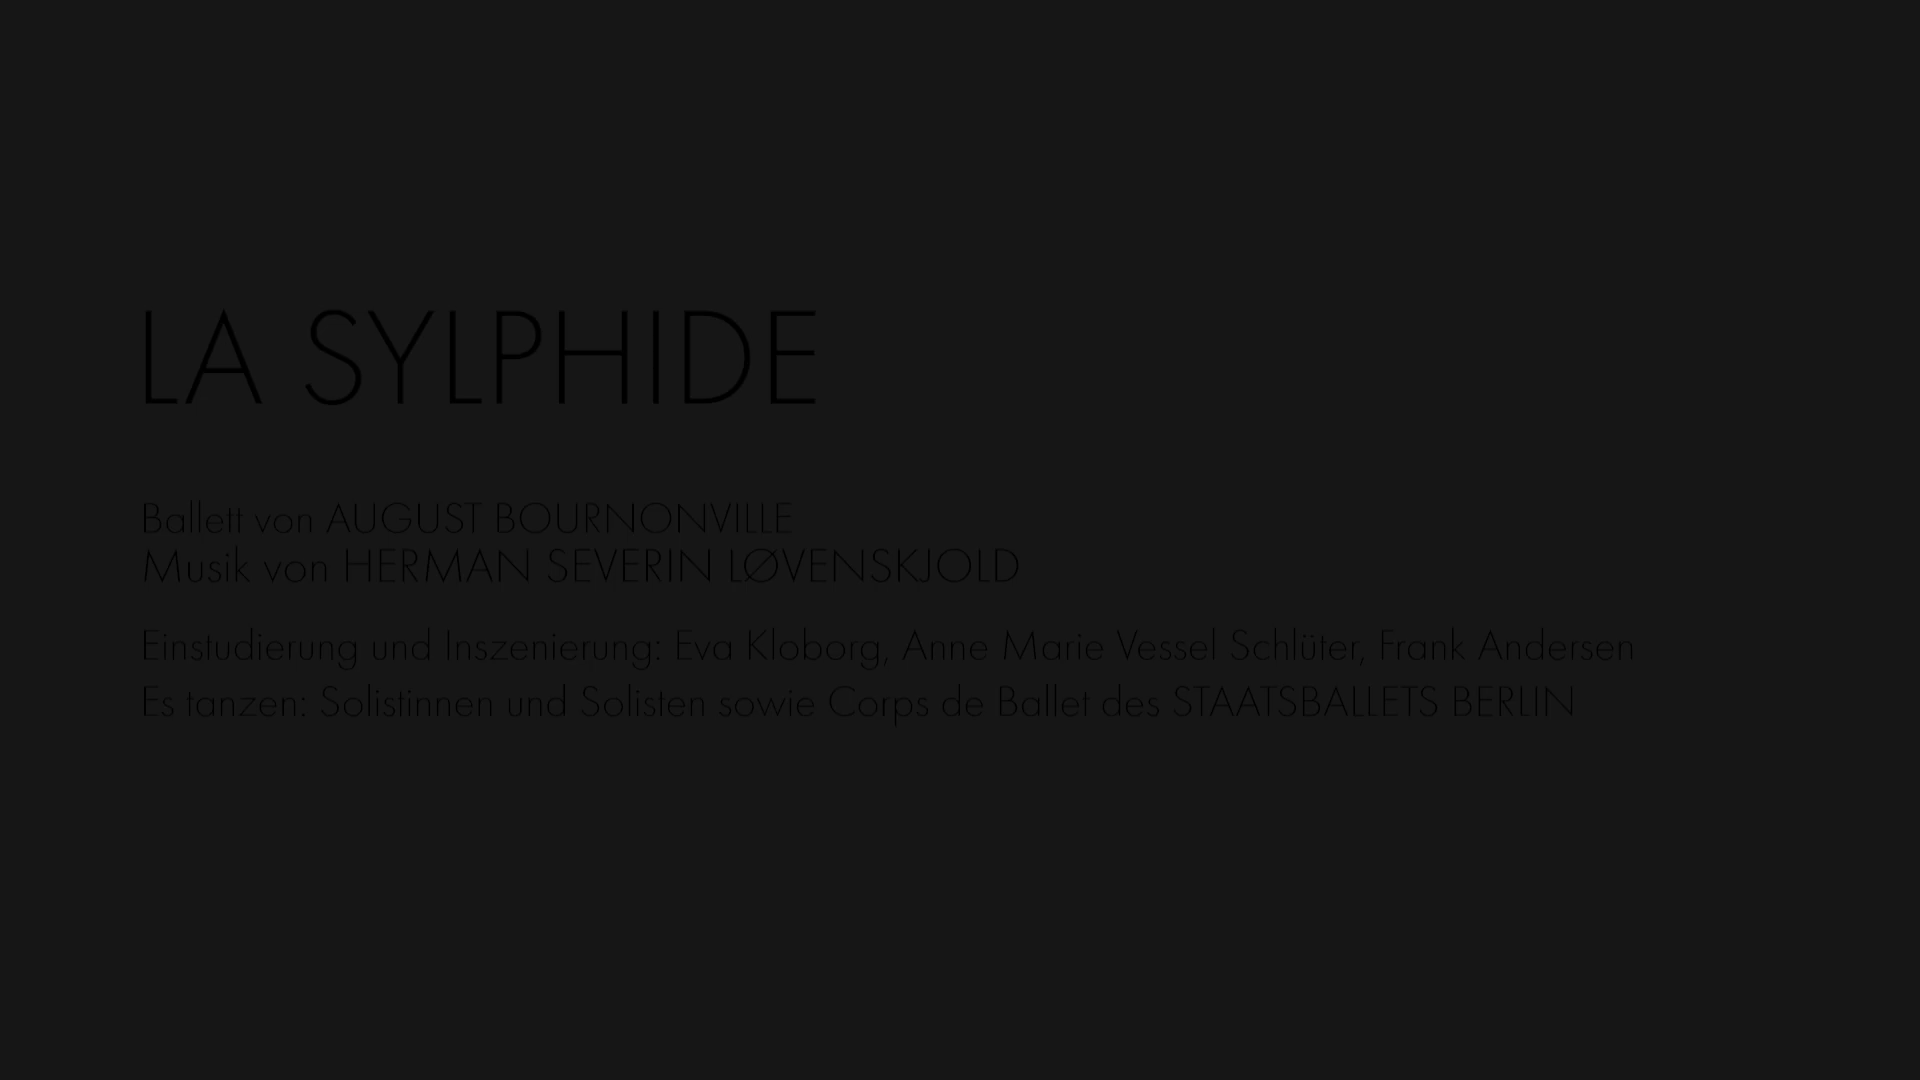 LA SYLPHIDE
Ballett von AUGUST BOURNONVILLE
Musik von HERMAN SEVERIN LØVENSKJOLD
Einstudierung und Inszenierung: Eva Kloborg, Anne Marie Vessel Schlüter, Frank Andersen
Es tanzen: Solistinnen und Solisten sowie Corps de Ballet des STAATSBALLETS BERLIN